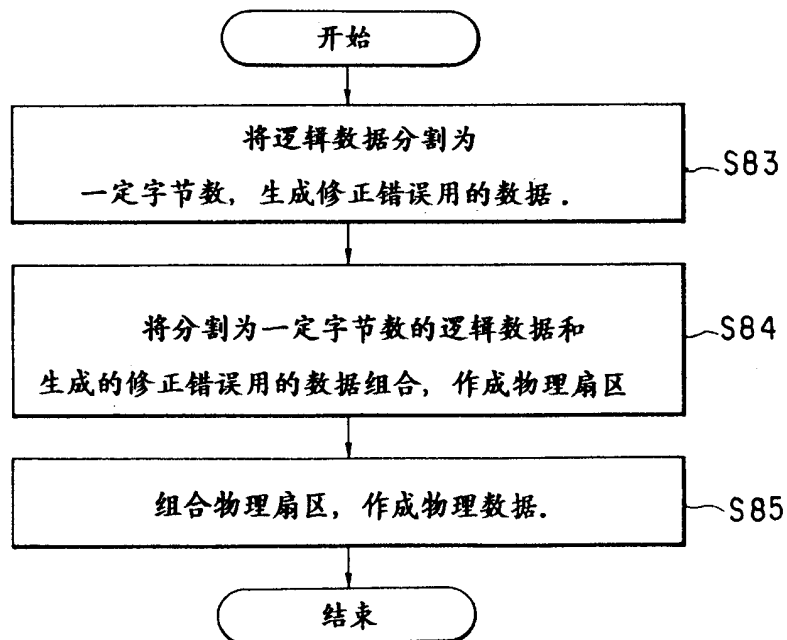 开始
将逻辑数据分割为
一定字节数, 生成修正错误用的数据.
S83
将分割为一定字节数的逻辑数据和
生成的修正错误用的数据组合, 作成物理扇区
S84
组合物理扇区, 作成物理数据.
S85
结束